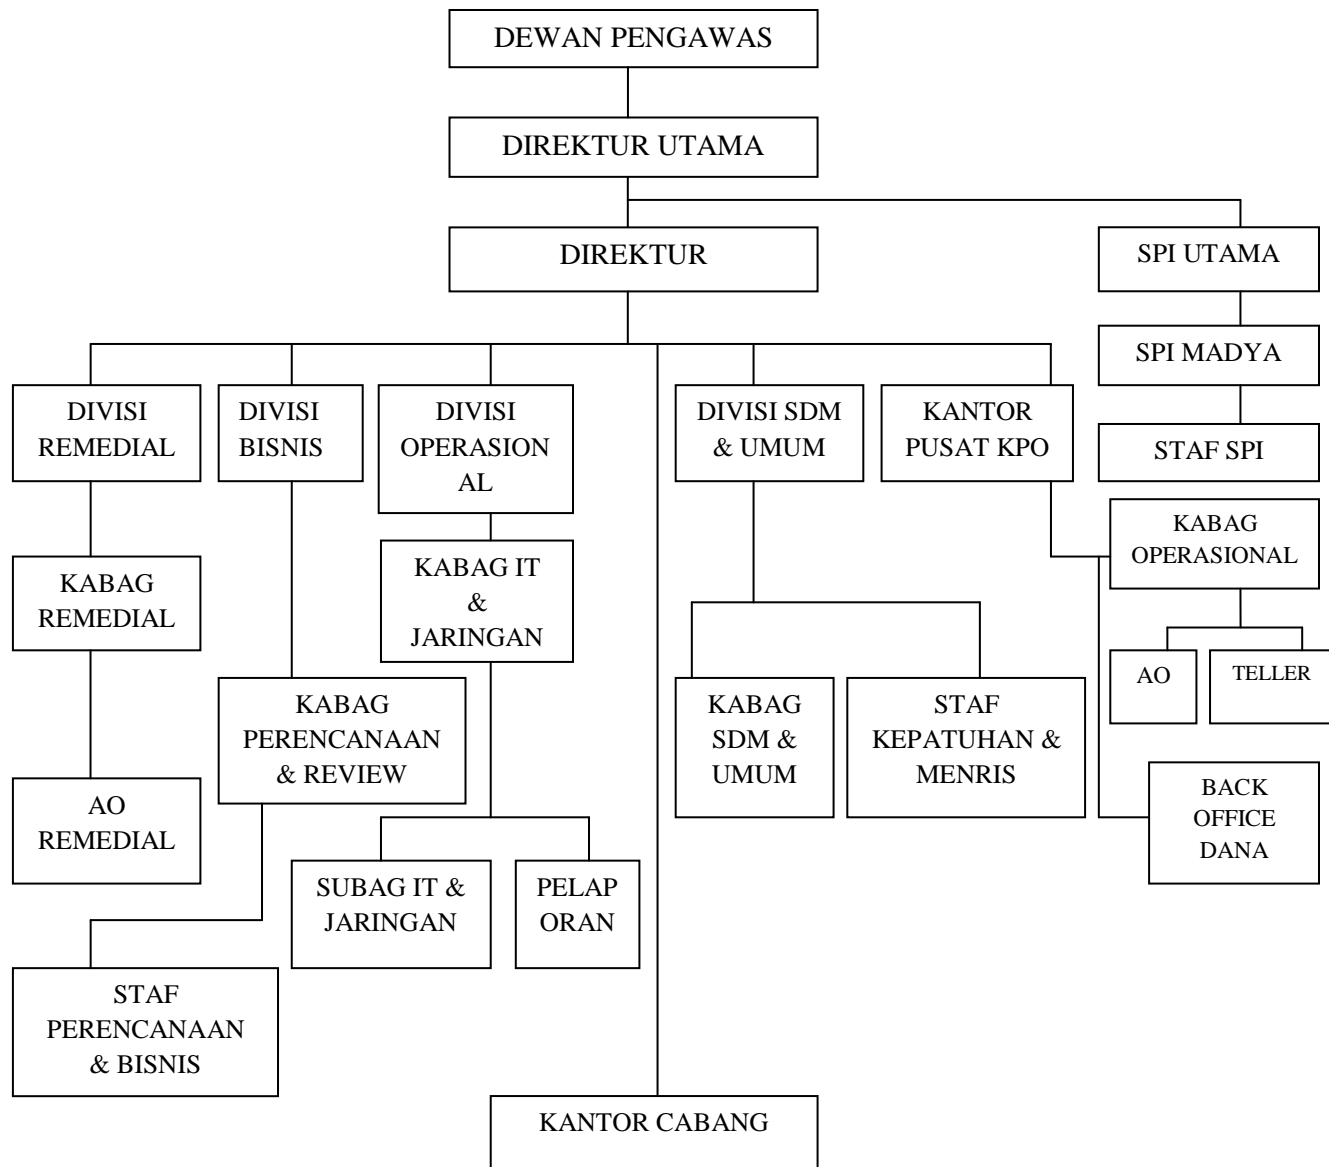 DEWAN PENGAWAS
DIREKTUR UTAMA
DIREKTUR
SPI UTAMA
SPI MADYA
STAF SPI
DIVISI
REMEDIAL
DIVISI
BISNIS
DIVISI
OPERASION
AL
DIVISI SDM
& UMUM
KANTOR
PUSAT KPO
KABAG
OPERASIONAL
KABAG
REMEDIAL
KABAG IT
&
JARINGAN
AO
TELLER
KABAG
PERENCANAAN
& REVIEW
KABAG
SDM &
UMUM
STAF
KEPATUHAN &
MENRIS
AO
REMEDIAL
BACK
OFFICE
DANA
SUBAG IT &
JARINGAN
PELAP
ORAN
STAF
PERENCANAAN
& BISNIS
KANTOR CABANG